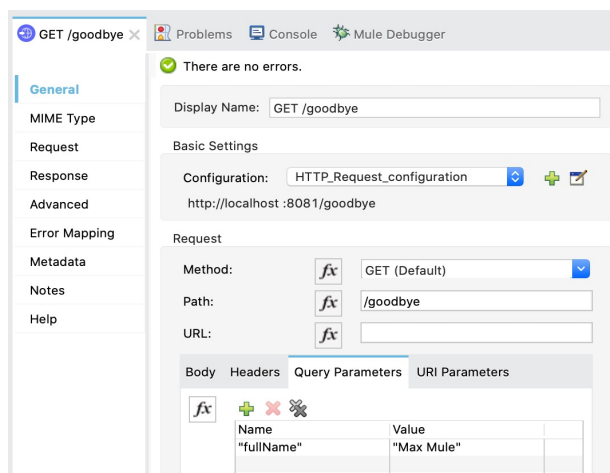 GET /goodbye
Problems
Console
Mule Debugger
There are no errors.
General
MIME Type
Request
Response
Advanced
Error Mapping
Metadata
Notes
Help
Display Name: GET /goodbye
Basic Settings
Configuration: HTTP_Request_configuration
http://localhost :8081/goodbye
Request
Method: fx GET (Default)
Path: fx /goodbye
URL: fx
Body Headers Query Parameters URI Parameters
fx
Name Value
"fullName" "Max Mule"